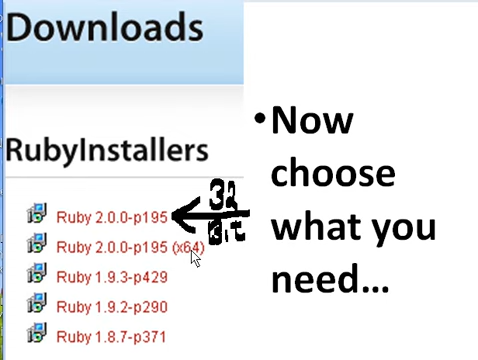 Downloads
RubyInstallers
32
Bit
Ruby 2.0.0-p195
Ruby 2.0.0-p195 (x64)
Ruby 1.9.3-p429
Ruby 1.9.2-p290
Ruby 1.8.7-p371
•Now
choose
what you
need...